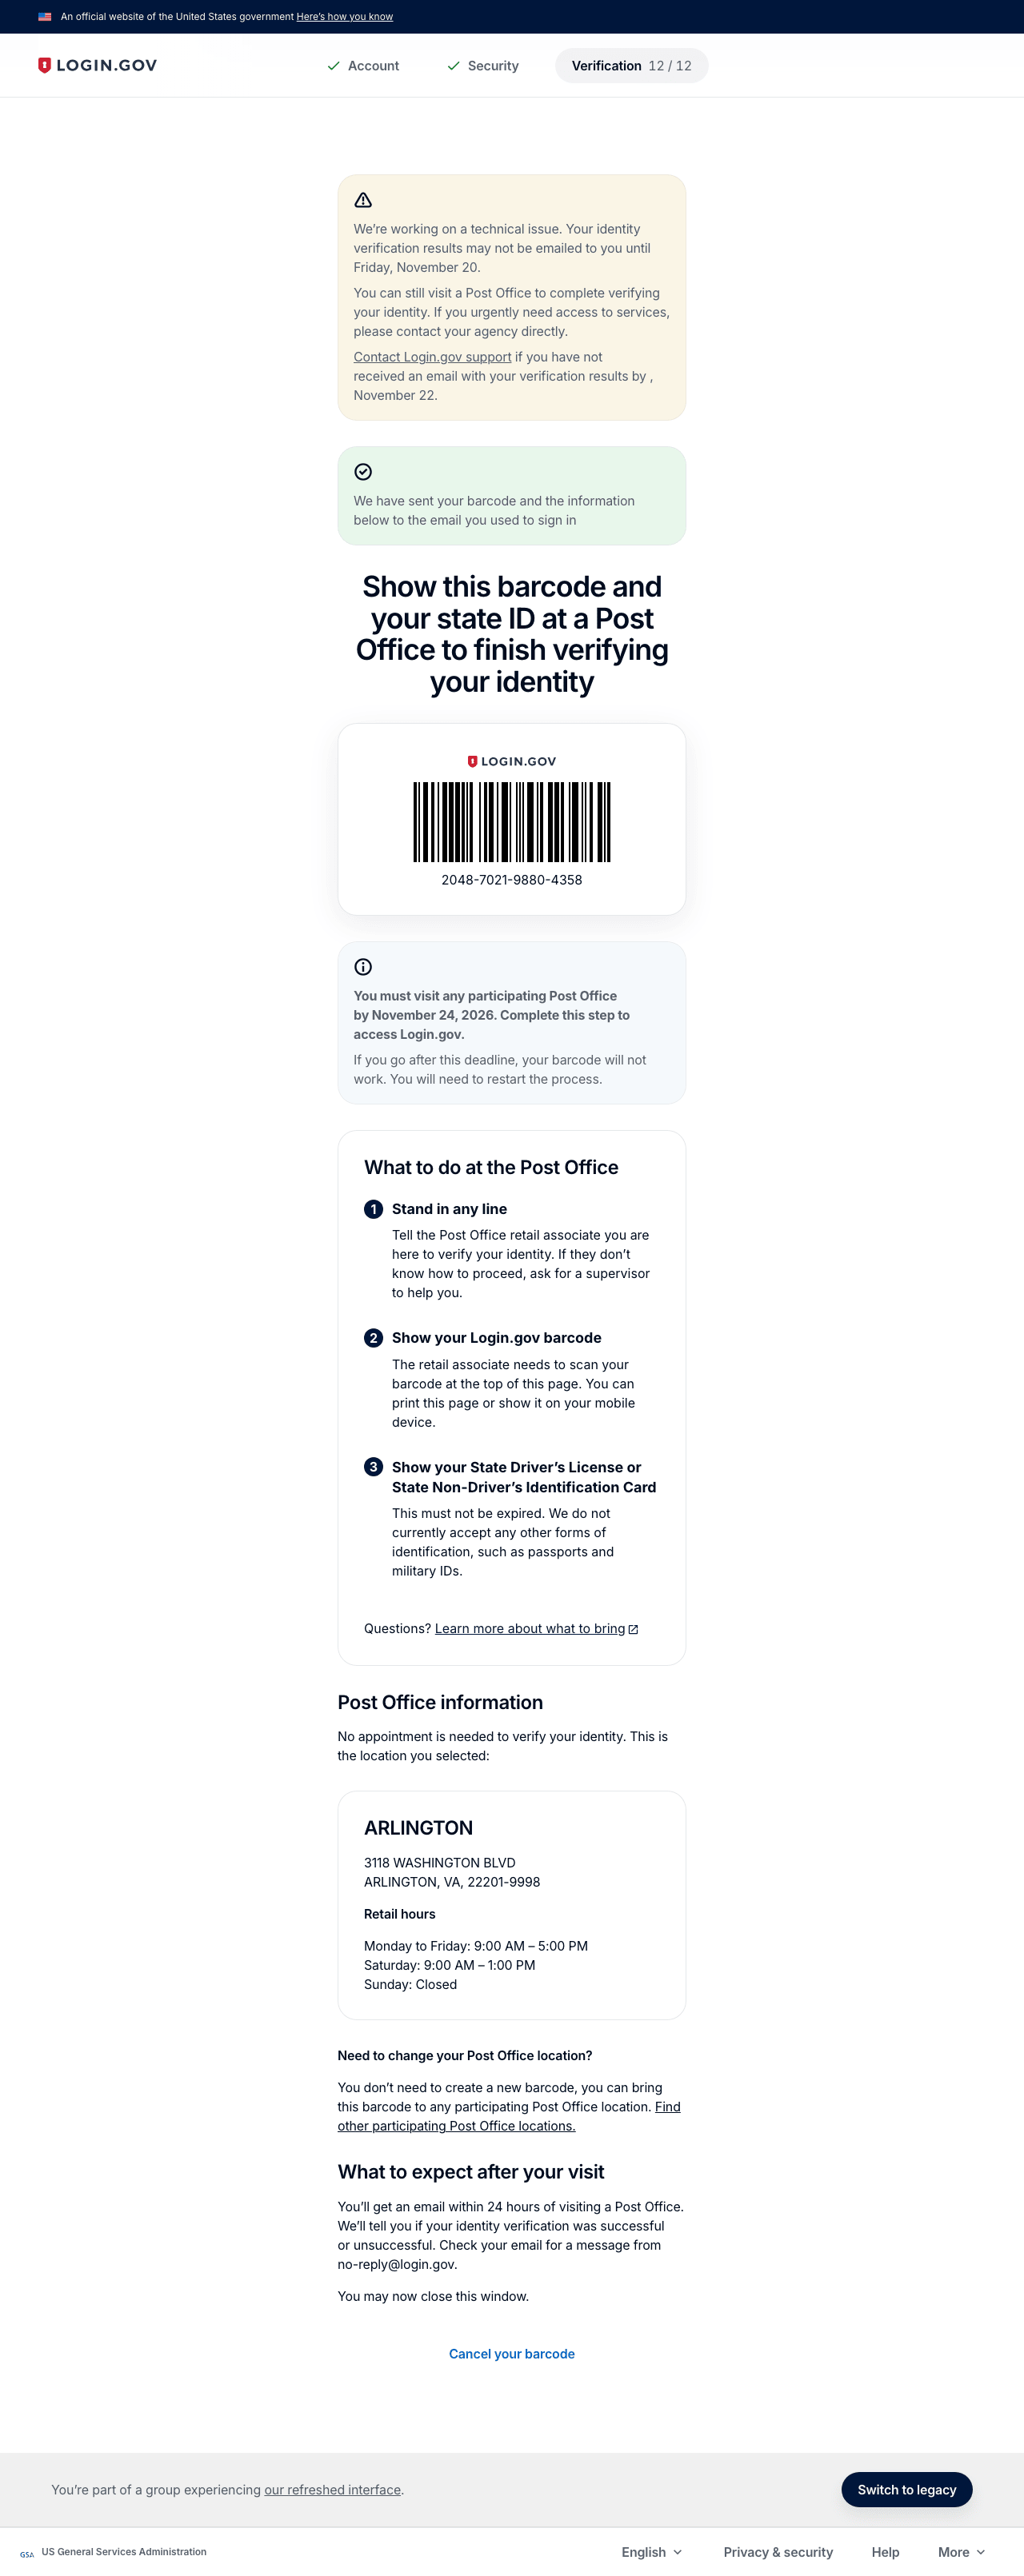 An official website of the United States government Here’s how you know
LOGIN.GOV
Account
Security
Verification 12 / 12
We’re working on a technical issue. Your identity
verification results may not be emailed to you until
Friday, November 20.
You can still visit a Post Office to complete verifying
your identity. If you urgently need access to services,
please contact your agency directly.
Contact Login.gov support if you have not
received an email with your verification results by ,
November 22.
We have sent your barcode and the information
below to the email you used to sign in
Show this barcode and
your state ID at a Post
Office to finish verifying
your identity
LOGIN.GOV
2048-7021-9880-4358
You must visit any participating Post Office
by November 24, 2026. Complete this step to
access Login.gov.
If you go after this deadline, your barcode will not
work. You will need to restart the process.
What to do at the Post Office
1 Stand in any line
Tell the Post Office retail associate you are
here to verify your identity. If they don’t
know how to proceed, ask for a supervisor
to help you.
2 Show your Login.gov barcode
The retail associate needs to scan your
barcode at the top of this page. You can
print this page or show it on your mobile
device.
3 Show your State Driver’s License or
State Non-Driver’s Identification Card
This must not be expired. We do not
currently accept any other forms of
identification, such as passports and
military IDs.
Questions? Learn more about what to bring
Post Office information
No appointment is needed to verify your identity. This is
the location you selected:
ARLINGTON
3118 WASHINGTON BLVD
ARLINGTON, VA, 22201-9998
Retail hours
Monday to Friday: 9:00 AM – 5:00 PM
Saturday: 9:00 AM – 1:00 PM
Sunday: Closed
Need to change your Post Office location?
You don’t need to create a new barcode, you can bring
this barcode to any participating Post Office location. Find
other participating Post Office locations.
What to expect after your visit
You’ll get an email within 24 hours of visiting a Post Office.
We’ll tell you if your identity verification was successful
or unsuccessful. Check your email for a message from
no-reply@login.gov.
You may now close this window.
Cancel your barcode
You’re part of a group experiencing our refreshed interface.
Switch to legacy
GSA US General Services Administration
English
Privacy & security
Help
More